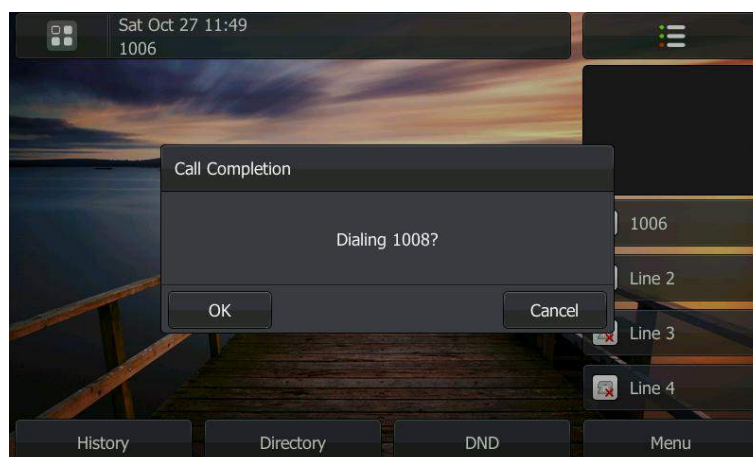 Sat Oct 27 11:49
1006
Call Completion
Dialing 1008?
OK
Cancel
1006
Line 2
Line 3
Line 4
History
Directory
DND
Menu